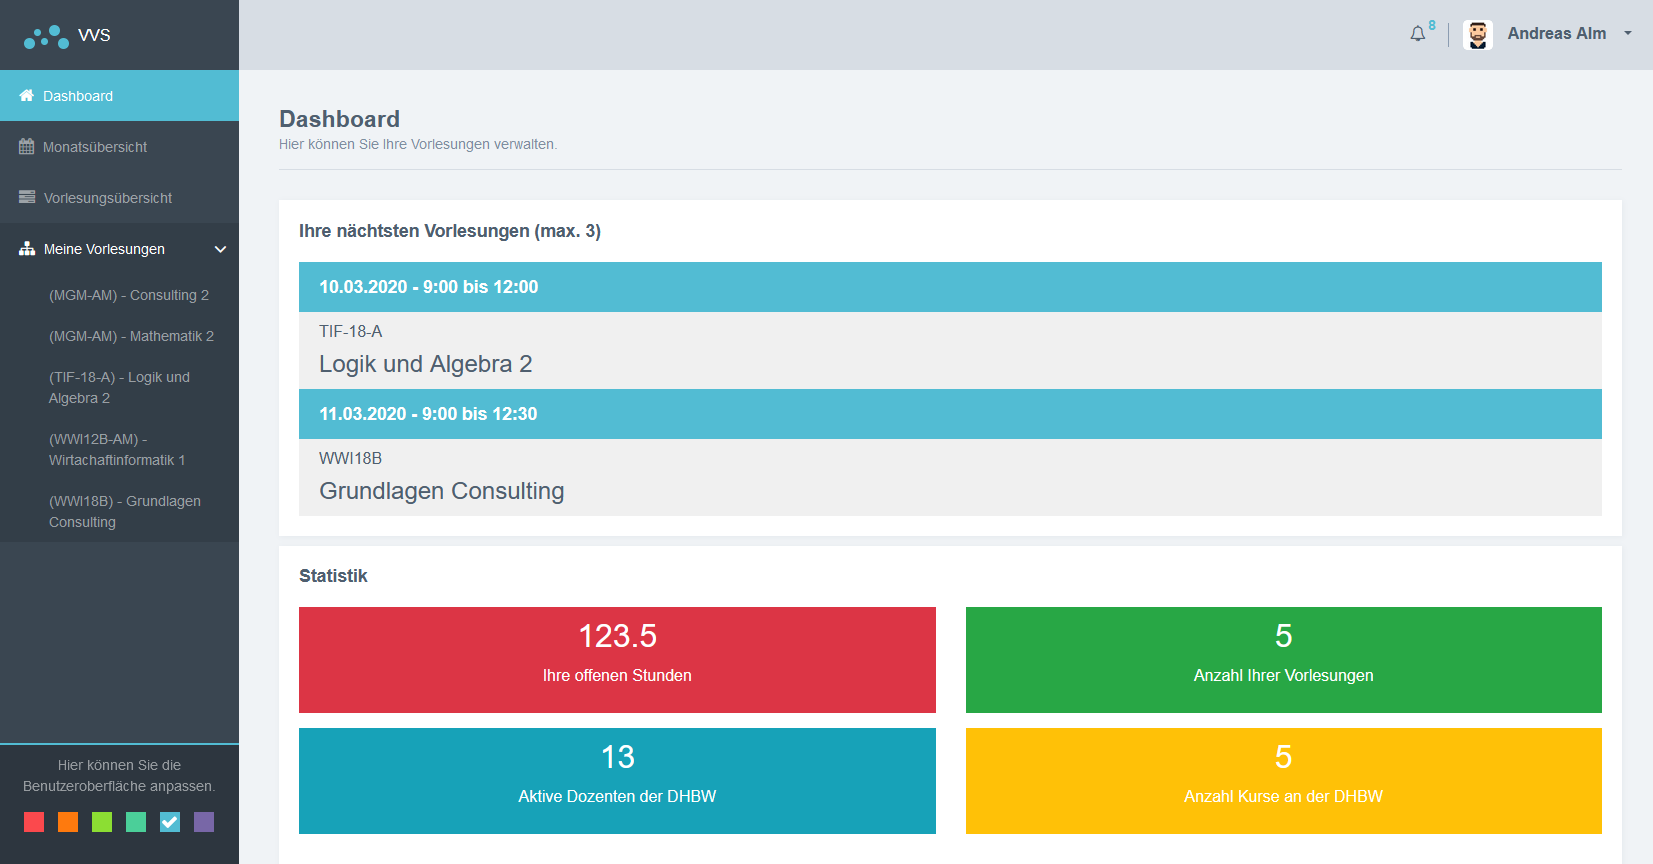 VVS
8
Andreas Alm
Dashboard
Monatsübersicht
Vorlesungsübersicht
Meine Vorlesungen
(MGM-AM) - Consulting 2
(MGM-AM) - Mathematik 2
(TIF-18-A) - Logik und
Algebra 2
(WWI12B-AM) -
Wirtachaftinformatik 1
(WWI18B) - Grundlagen
Consulting
Hier können Sie die
Benutzeroberfläche anpassen.
Dashboard
Hier können Sie Ihre Vorlesungen verwalten.
Ihre nächtsten Vorlesungen (max. 3)
10.03.2020 - 9:00 bis 12:00
TIF-18-A
Logik und Algebra 2
11.03.2020 - 9:00 bis 12:30
WWI18B
Grundlagen Consulting
Statistik
123.5
Ihre offenen Stunden
5
Anzahl Ihrer Vorlesungen
13
Aktive Dozenten der DHBW
5
Anzahl Kurse an der DHBW